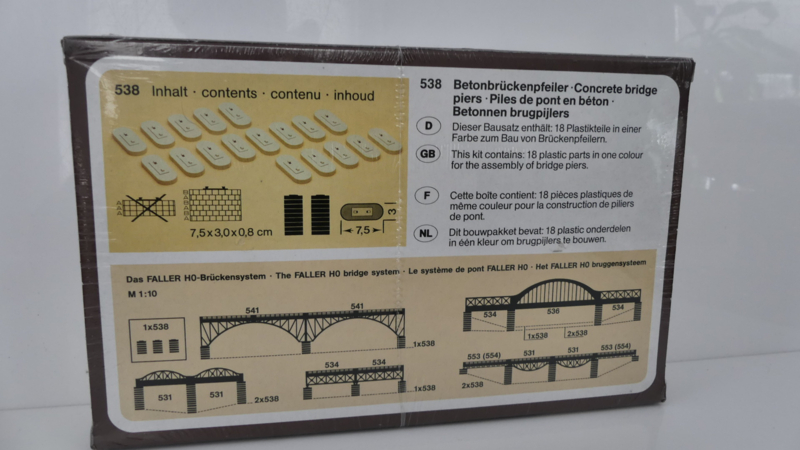 538 Inhalt · contents · contenu · inhoud
7,5 x 3,0 x 0,8 cm
7,5
3
538 Betonbrückenpfeiler · Concrete bridge
piers · Piles de pont en béton ·
Betonnen brugpijlers
D Dieser Bausatz enthält: 18 Plastikteile in einer
Farbe zum Bau von Brückenpfeilern.
GB This kit contains: 18 plastic parts in one colour
for the assembly of bridge piers.
F Cette boîte contient: 18 pièces plastiques de
même couleur pour la construction de piliers
de pont.
NL Dit bouwpakket bevat: 18 plastic onderdelen
in één kleur om brugpijlers te bouwen.
Das FALLER H0-Brückensystem · The FALLER H0 bridge system · Le système de pont FALLER H0 · Het FALLER H0 bruggensysteem
M 1:10
1x538
541 541
1x538
534 536 534
1x538 2x538
531 531
2x538
534 534
1x538
553 (554) 531 531 553 (554)
2x538